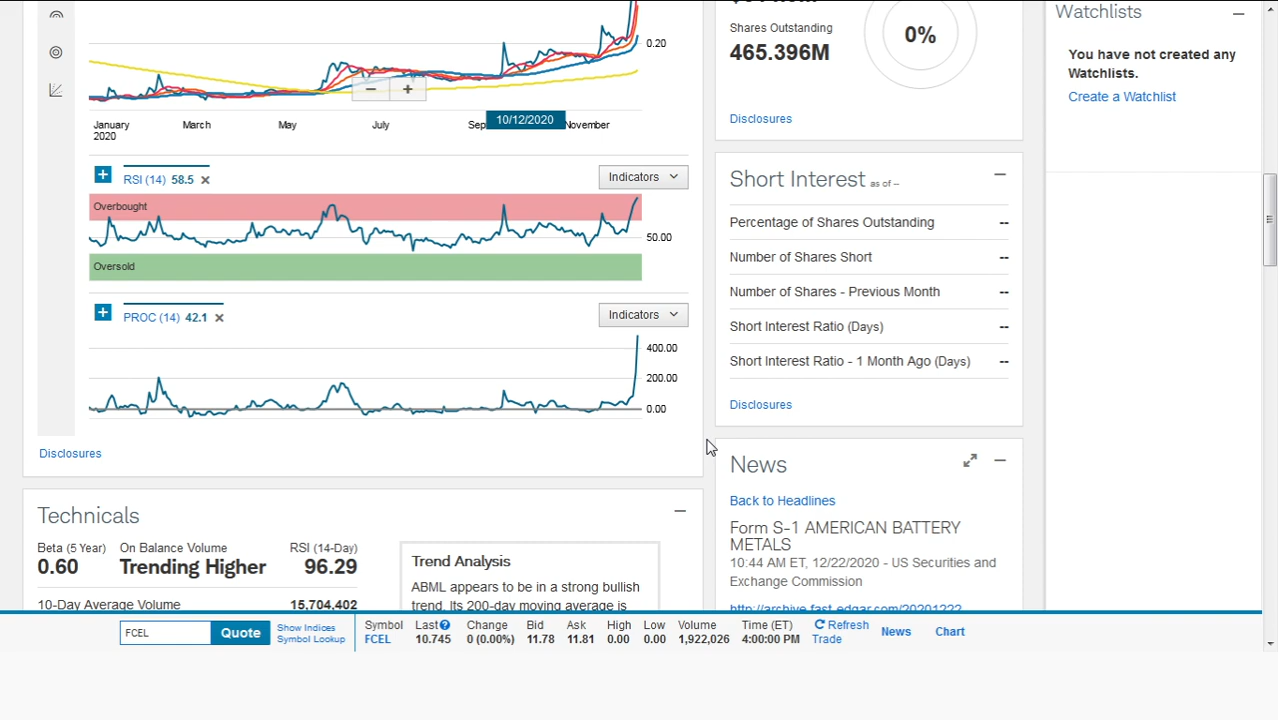 0.20
January
2020
March
May
July
Sep
10/12/2020
November
RSI (14) 58.5
Indicators
Overbought
50.00
Oversold
PROC (14) 42.1
Indicators
400.00
200.00
0.00
Disclosures
Technicals
Beta (5 Year)
0.60
On Balance Volume
Trending Higher
RSI (14-Day)
96.29
10-Day Average Volume
15,704,402
Trend Analysis
ABML appears to be in a strong bullish
trend. Its 200-day moving average is
Shares Outstanding
465.396M
0%
Disclosures
Short Interest as of --
Percentage of Shares Outstanding --
Number of Shares Short --
Number of Shares - Previous Month --
Short Interest Ratio (Days) --
Short Interest Ratio - 1 Month Ago (Days) --
Disclosures
News
Back to Headlines
Form S-1 AMERICAN BATTERY
METALS
10:44 AM ET, 12/22/2020 - US Securities and
Exchange Commission
http://archive.fast-edgar.com/20201222
Watchlists
You have not created any
Watchlists.
Create a Watchlist
FCEL
Quote
Show Indices
Symbol Lookup
Symbol Last Change Bid Ask High Low Volume Time (ET) Refresh
FCEL 10.745 0 (0.00%) 11.78 11.81 0.00 0.00 1,922,026 4:00:00 PM Trade
News
Chart